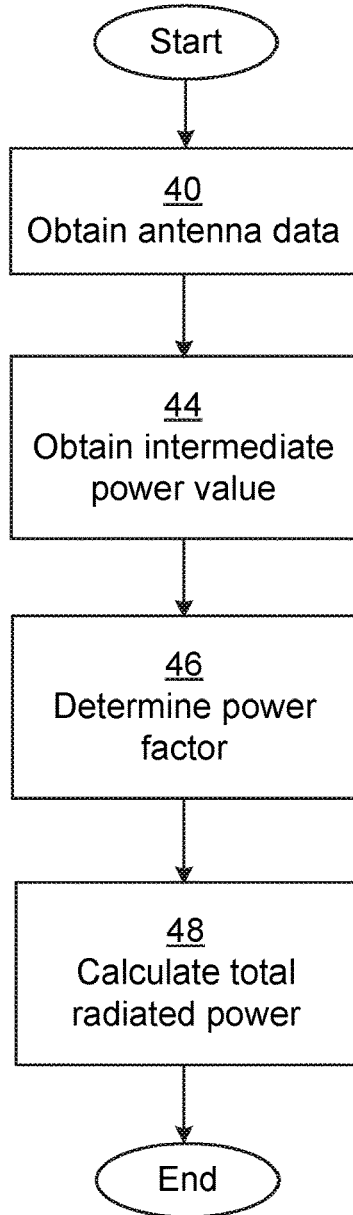 Start
40
Obtain antenna data
44
Obtain intermediate
power value
46
Determine power
factor
48
Calculate total
radiated power
End